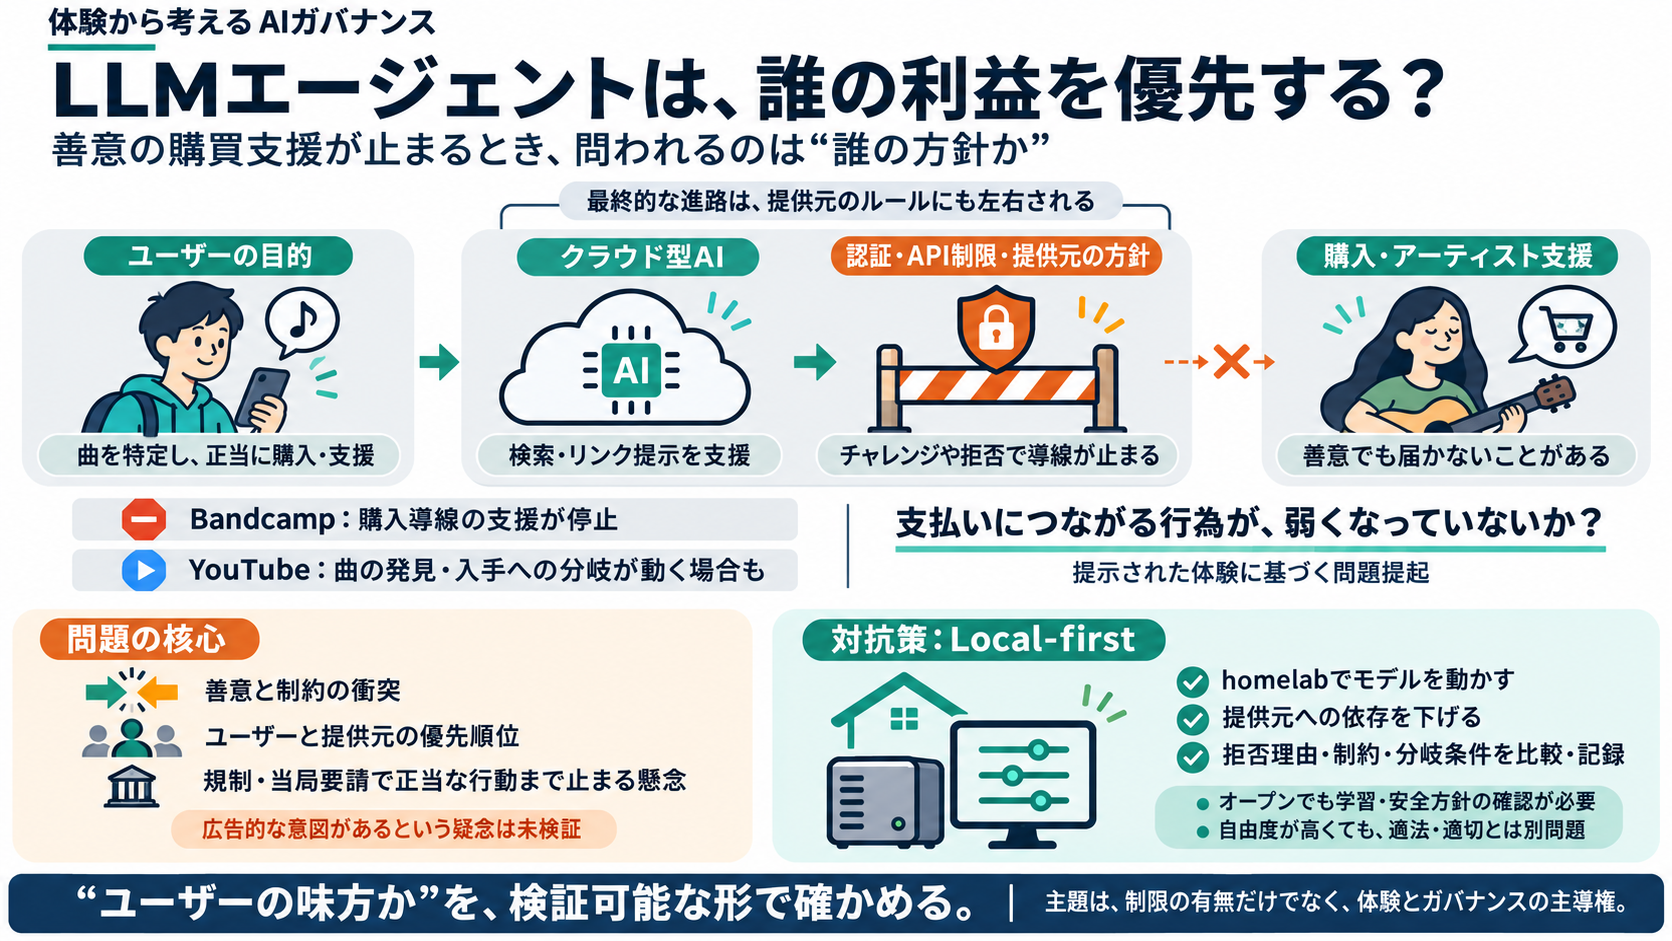 体験から考える AIガバナンス
LLMエージェントは、誰の利益を優先する？
善意の購買支援が止まるとき、問われるのは“誰の方針か”
最終的な進路は、提供元のルールにも左右される
ユーザーの目的
クラウド型AI
認証・API制限・提供元の方針
購入・アーティスト支援
AI
曲を特定し、正当に購入・支援
検索・リンク提示を支援
チャレンジや拒否で導線が止まる
善意でも届かないことがある
Bandcamp：購入導線の支援が停止
YouTube：曲の発見・入手への分岐が動く場合も
支払いにつながる行為が、弱くなっていないか？
提示された体験に基づく問題提起
問題の核心
善意と制約の衝突
ユーザーと提供元の優先順位
規制・当局要請で正当な行動まで止まる懸念
広告的な意図があるという疑念は未検証
対抗策：Local-first
homelabでモデルを動かす
提供元への依存を下げる
拒否理由・制約・分岐条件を比較・記録
オープンでも学習・安全方針の確認が必要
自由度が高くても、適法・適切とは別問題
“ユーザーの味方か”を、検証可能な形で確かめる。
主題は、制限の有無だけでなく、体験とガバナンスの主導権。